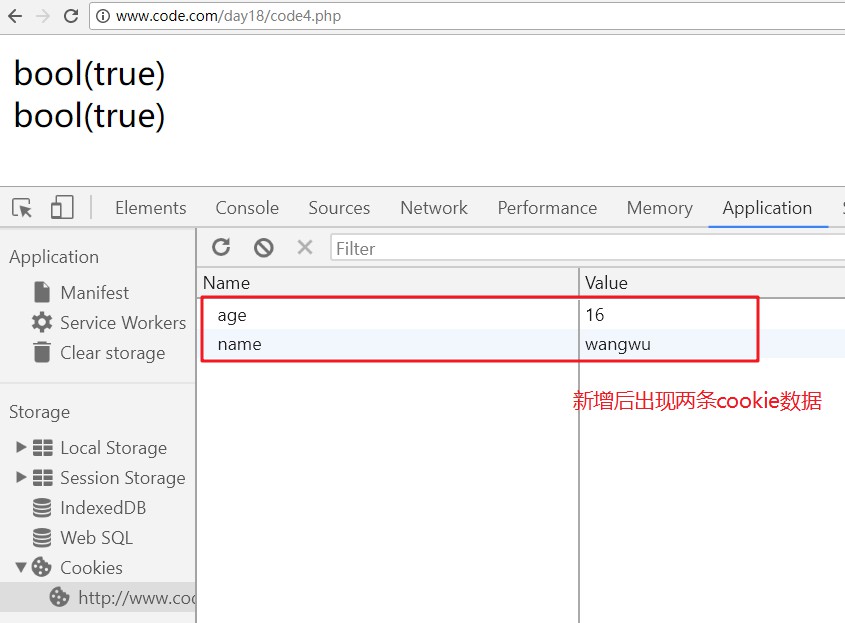 www.code.com/day18/code4.php
bool(true)
bool(true)
Elements Console Sources Network Performance Memory Application
Application
Manifest
Service Workers
Clear storage
Storage
Local Storage
Session Storage
IndexedDB
Web SQL
Cookies
http://www.co
Filter
Name Value
age 16
name wangwu
新增后出现两条cookie数据